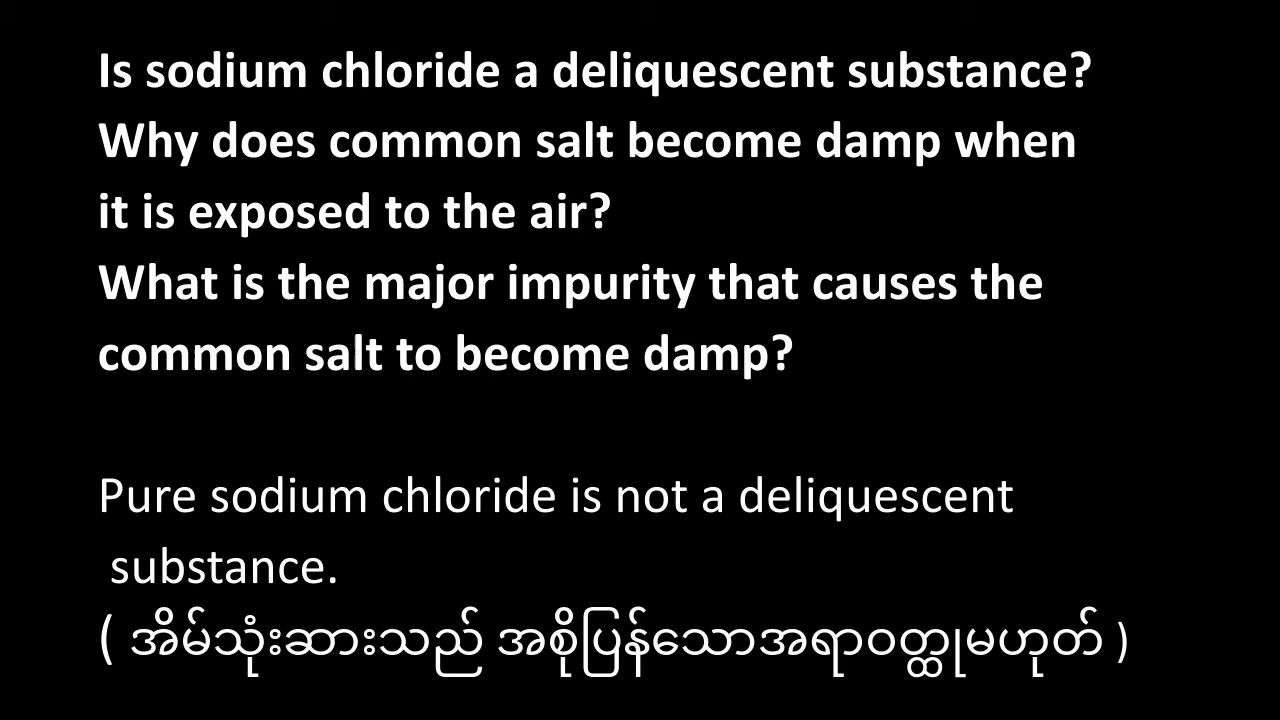 Is sodium chloride a deliquescent substance?
Why does common salt become damp when
it is exposed to the air?
What is the major impurity that causes the
common salt to become damp?
Pure sodium chloride is not a deliquescent
substance.
( အိမ်သုံးဆားသည် အစိုပြန်သောအရာဝတ္ထုမဟုတ် )